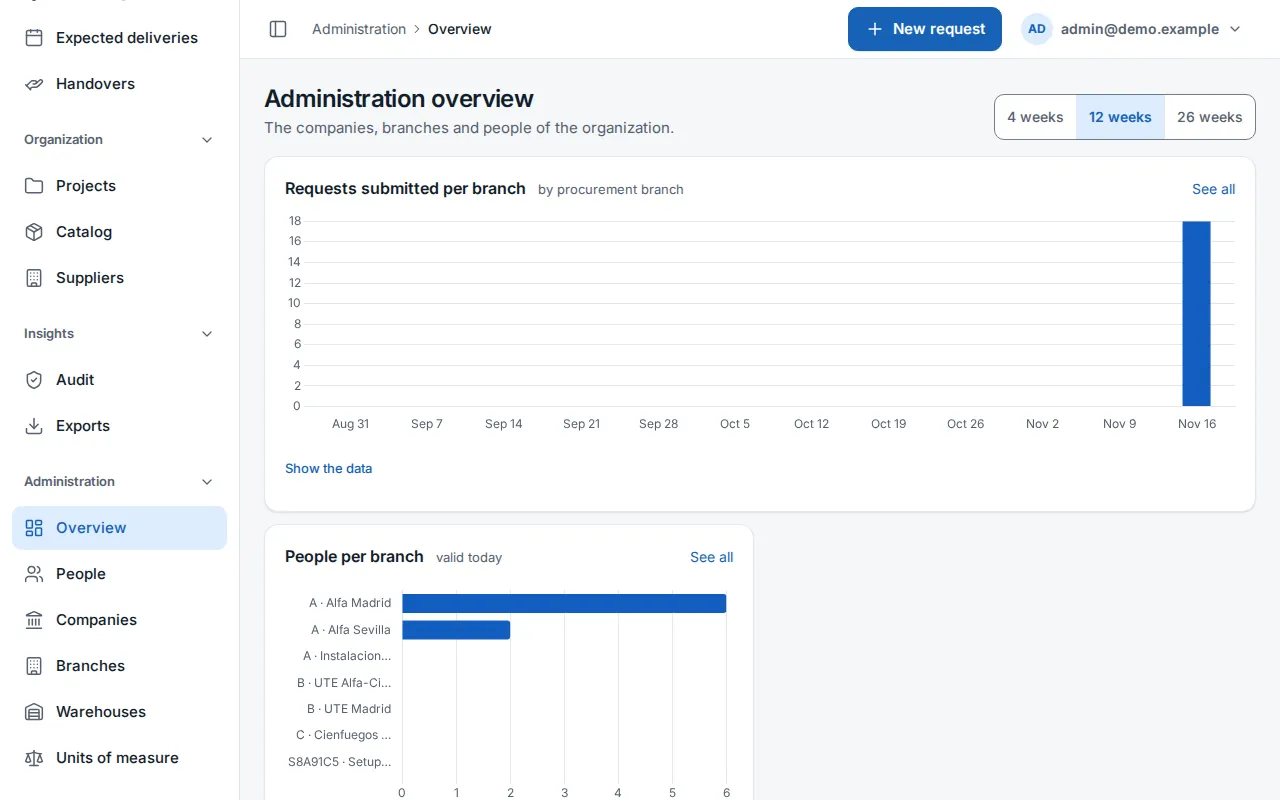 Expected deliveries
Handovers
Organization
Projects
Catalog
Suppliers
Insights
Audit
Exports
Administration
Overview
People
Companies
Branches
Warehouses
Units of measure
Administration > Overview
+ New request
AD admin@demo.example
Administration overview
The companies, branches and people of the organization.
4 weeks 12 weeks 26 weeks
Requests submitted per branch by procurement branch See all
18
16
14
12
10
8
6
4
2
0
Aug 31 Sep 7 Sep 14 Sep 21 Sep 28 Oct 5 Oct 12 Oct 19 Oct 26 Nov 2 Nov 9 Nov 16
Show the data
People per branch valid today See all
A · Alfa Madrid
A · Alfa Sevilla
A · Instalacion...
B · UTE Alfa-Ci...
B · UTE Madrid
C · Cienfuegos ...
S8A91C5 · Setup...
0 1 2 3 4 5 6